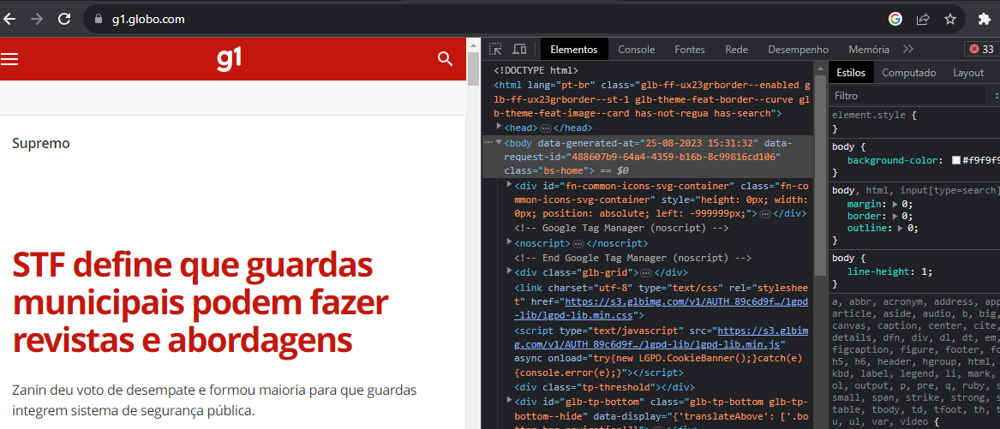 g1.globo.com
g1
Supremo
STF define que guardas
municipais podem fazer
revistas e abordagens
Zanin deu voto de desempate e formou maioria para que guardas
integrem sistema de segurança pública.
Elementos Console Fontes Rede Desempenho Memória 33
<!DOCTYPE html>
<html lang="pt-br" class="glb-ff-ux23grborder--enabled g
lb-ff-ux23grborder--st-1 glb-theme-feat-border--curve gl
b-theme-feat-image--card has-not-regua has-search">
<head> … </head>
… <body data-generated-at="25-08-2023 15:31:32" data-
request-id="488607b9-64a4-4359-b16b-8c99816cd106"
class="bs-home"> == $0
<div id="fn-common-icons-svg-container" class="fn-co
mmon-icons-svg-container" style="height: 0px; width:
0px; position: absolute; left: -999999px;"> … </div>
<!-- Google Tag Manager (noscript) -->
<noscript> … </noscript>
<!-- End Google Tag Manager (noscript) -->
<div class="glb-grid"> … </div>
<link charset="utf-8" type="text/css" rel="styleshee
t" href="https://s3.glbimg.com/v1/AUTH_89c6d9f…/lgpd
-lib/lgpd-lib.min.css">
<script type="text/javascript" src="https://s3.glbim
g.com/v1/AUTH_89c6d9f…/lgpd-lib/lgpd-lib.min.js"
async onload="try{new LGPD.CookieBanner();}catch(e)
{console.error(e);}"></script>
<div class="tp-threshold"></div>
<div id="glb-tp-bottom" class="glb-tp-bottom glb-tp-
bottom--hide" data-display="{'translateAbove': ['.bo
Estilos Computado Layout
Filtro
element.style {
}
body {
background-color: #f9f9f9
}
body, html, input[type=search]
margin: 0;
border: 0;
outline: 0;
}
body {
line-height: 1;
}
a, abbr, acronym, address, app
article, aside, audio, b, big,
canvas, caption, center, cite,
details, dfn, div, dl, dt, em,
figcaption, figure, footer, fo
h5, h6, header, hgroup, html,
kbd, label, legend, li, mark,
ol, output, p, pre, q, ruby, s
small, span, strike, strong, s
table, tbody, td, tfoot, th, t
u, ul, var, video {